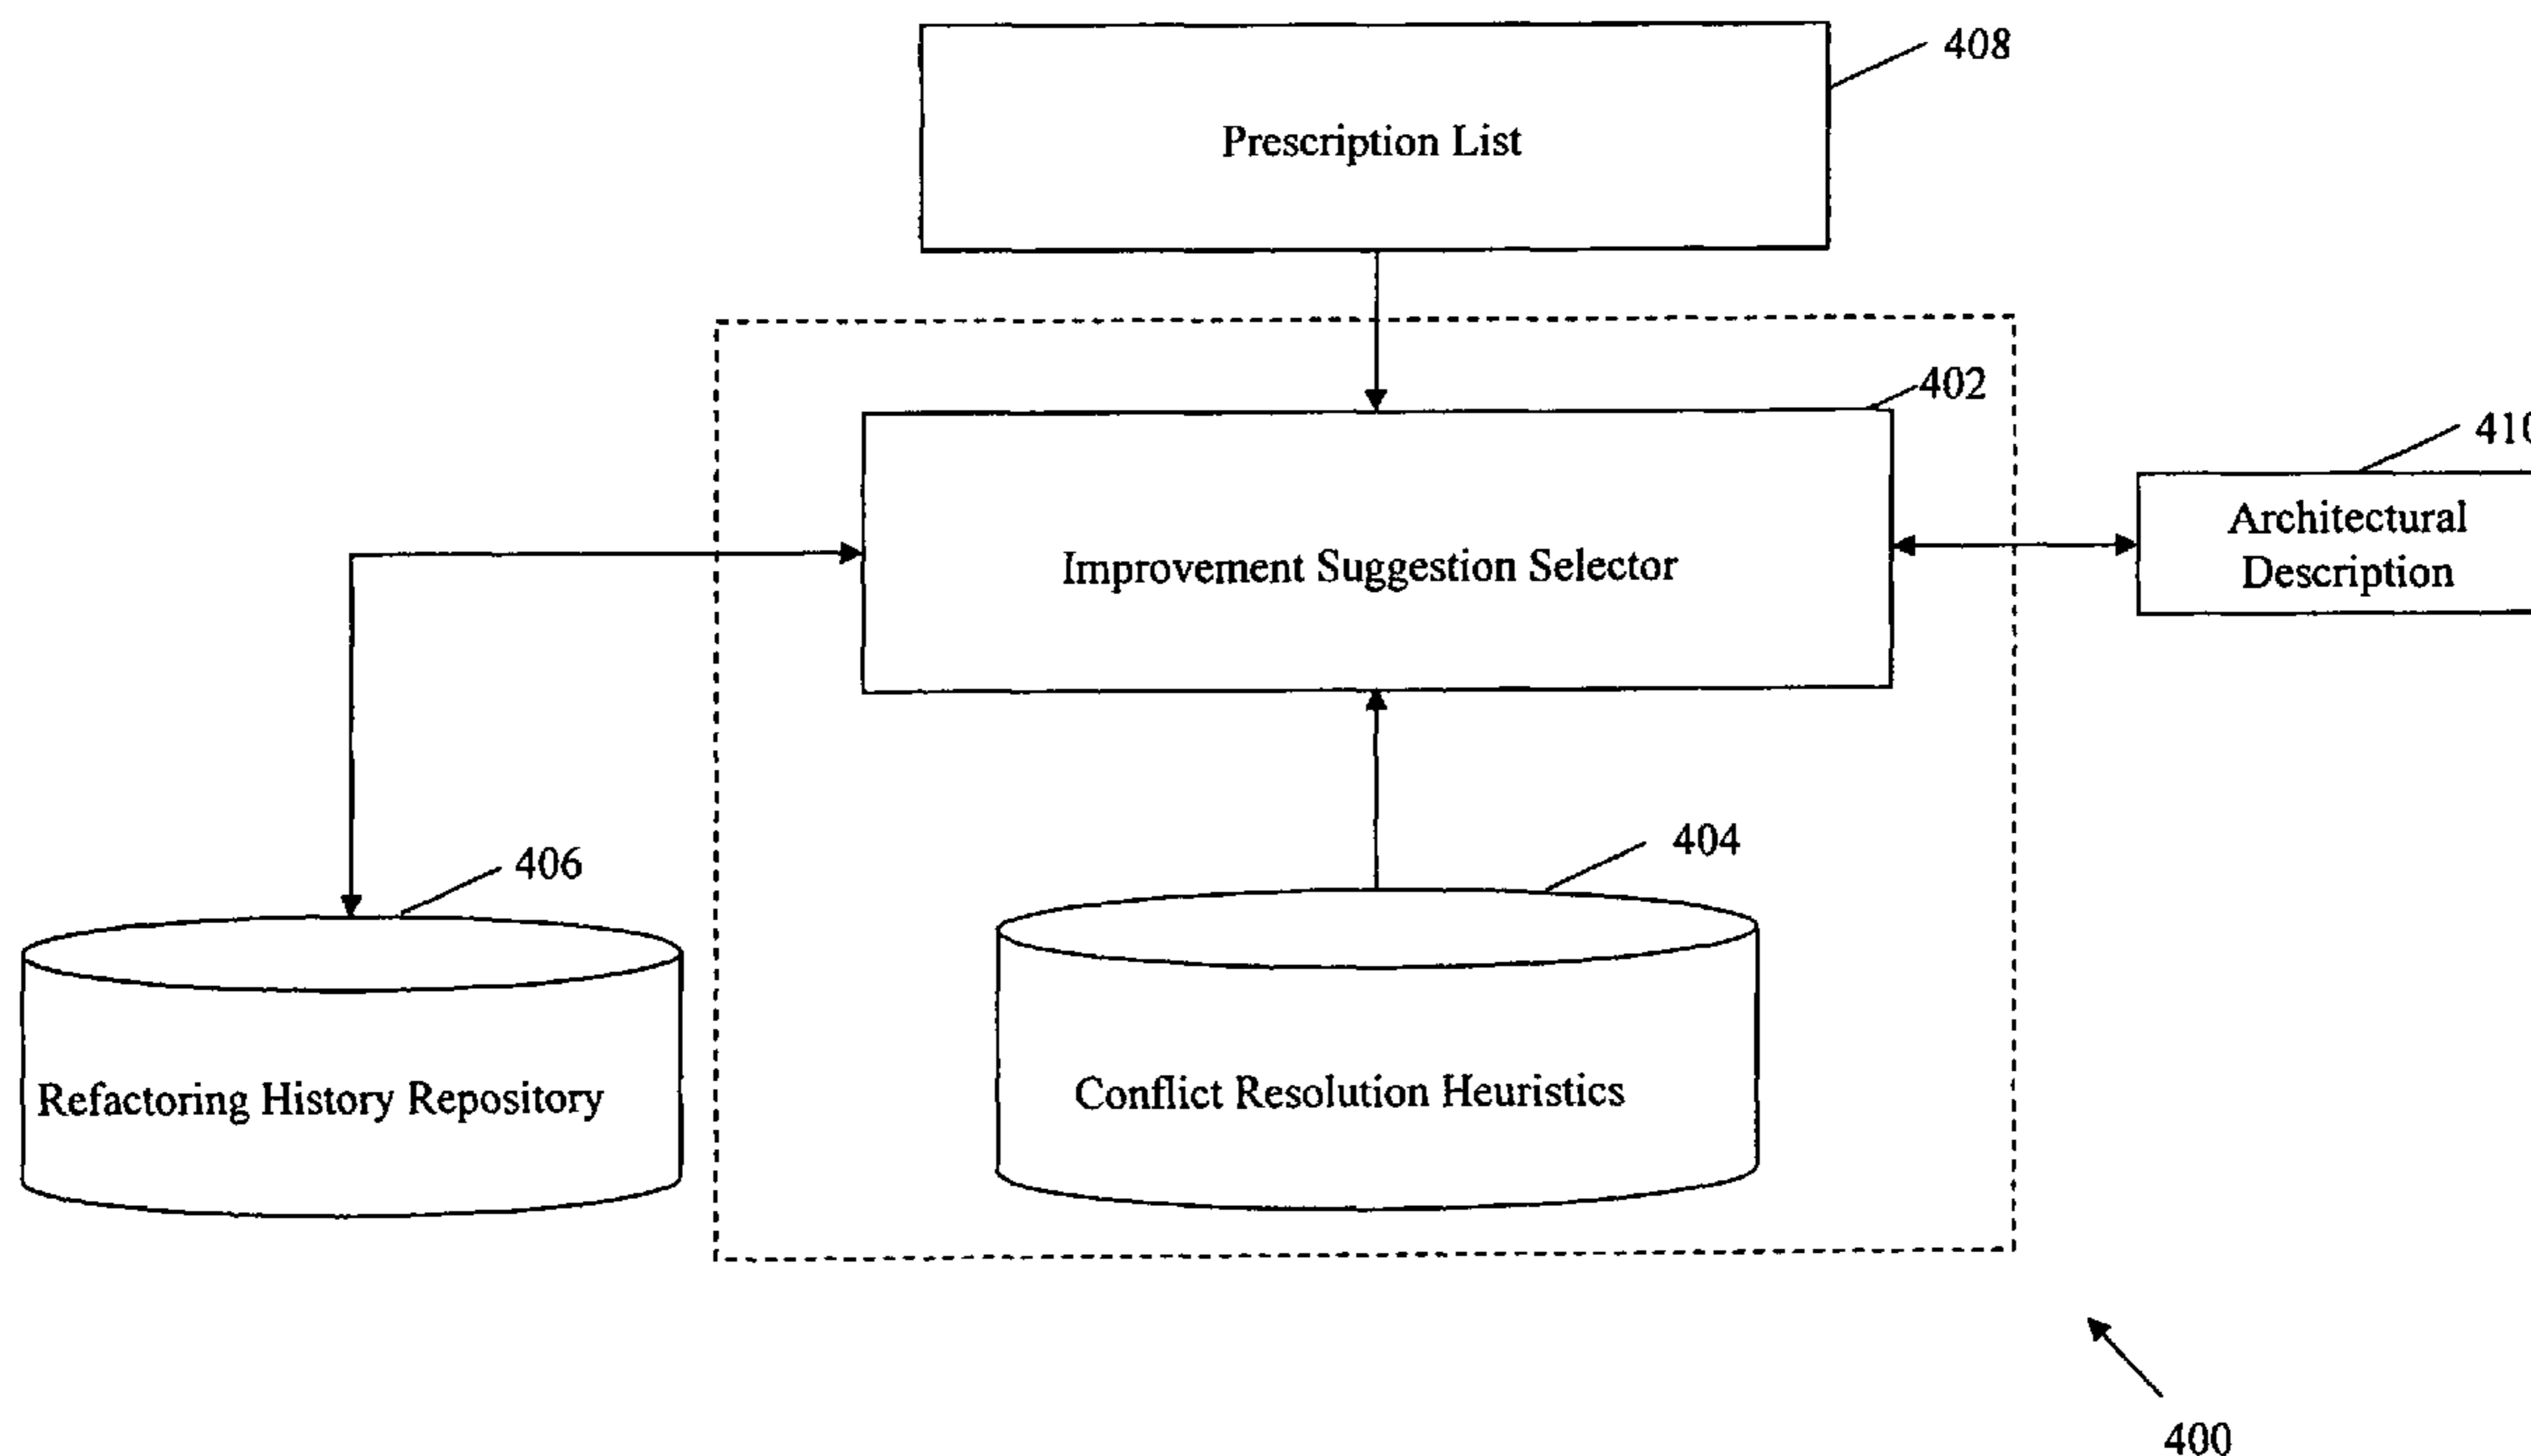 408
Prescription List
402
410
Architectural
Description
Improvement Suggestion Selector
404
406
Refactoring History Repository
Conflict Resolution Heuristics
400